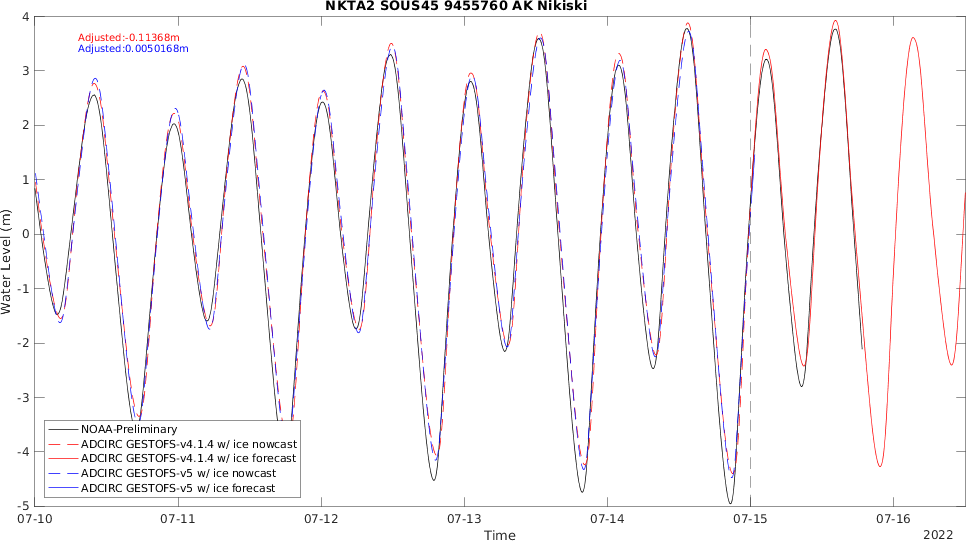 NKTA2 SOUS45 9455760 AK Nikiski
Adjusted:-0.11368m
Adjusted:0.0050168m
Water Level (m)
4
3
2
1
0
-1
-2
-3
-4
-5
NOAA-Preliminary
ADCIRC GESTOFS-v4.1.4 w/ ice nowcast
ADCIRC GESTOFS-v4.1.4 w/ ice forecast
ADCIRC GESTOFS-v5 w/ ice nowcast
ADCIRC GESTOFS-v5 w/ ice forecast
07-10 07-11 07-12 07-13 07-14 07-15 07-16
Time
2022